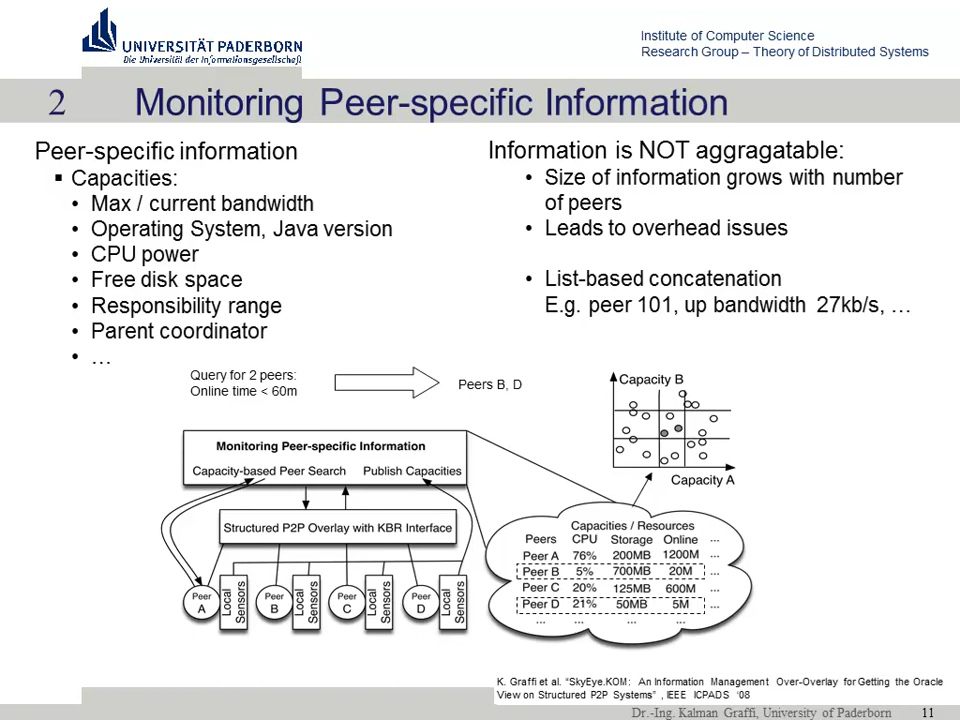 UNIVERSITÄT PADERBORN
Die Universität der Informationsgesellschaft
Institute of Computer Science
Research Group – Theory of Distributed Systems
2 Monitoring Peer-specific Information
Peer-specific information
▪ Capacities:
• Max / current bandwidth
• Operating System, Java version
• CPU power
• Free disk space
• Responsibility range
• Parent coordinator
• …
Information is NOT aggragatable:
• Size of information grows with number
of peers
• Leads to overhead issues
• List-based concatenation
E.g. peer 101, up bandwidth 27kb/s, …
Query for 2 peers:
Online time < 60m
Peers B, D
Capacity B
Capacity A
Monitoring Peer-specific Information
Capacity-based Peer Search Publish Capacities
Structured P2P Overlay with KBR Interface
Peer A
Local Sensors
Peer B
Local Sensors
Peer C
Local Sensors
Peer D
Local Sensors
Capacities / Resources
Peers CPU Storage Online ...
Peer A 76% 200MB 1200M ...
Peer B 5% 700MB 20M ...
Peer C 20% 125MB 600M ...
Peer D 21% 50MB 5M ...
... ... ... ...
K. Graffi et al. “SkyEye.KOM: An Information Management Over-Overlay for Getting the Oracle
View on Structured P2P Systems” , IEEE ICPADS ‘08
Dr.-Ing. Kalman Graffi, University of Paderborn 11